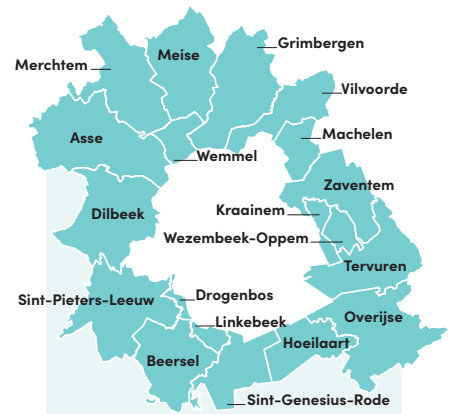 Grimbergen
Meise
Merchtem
Vilvoorde
Machelen
Asse
Wemmel
Zaventem
Kraainem
Dilbeek
Wezembeek-Oppem
Tervuren
Drogenbos
Sint-Pieters-Leeuw
Overijse
Linkebeek
Hoeilaart
Beersel
Sint-Genesius-Rode